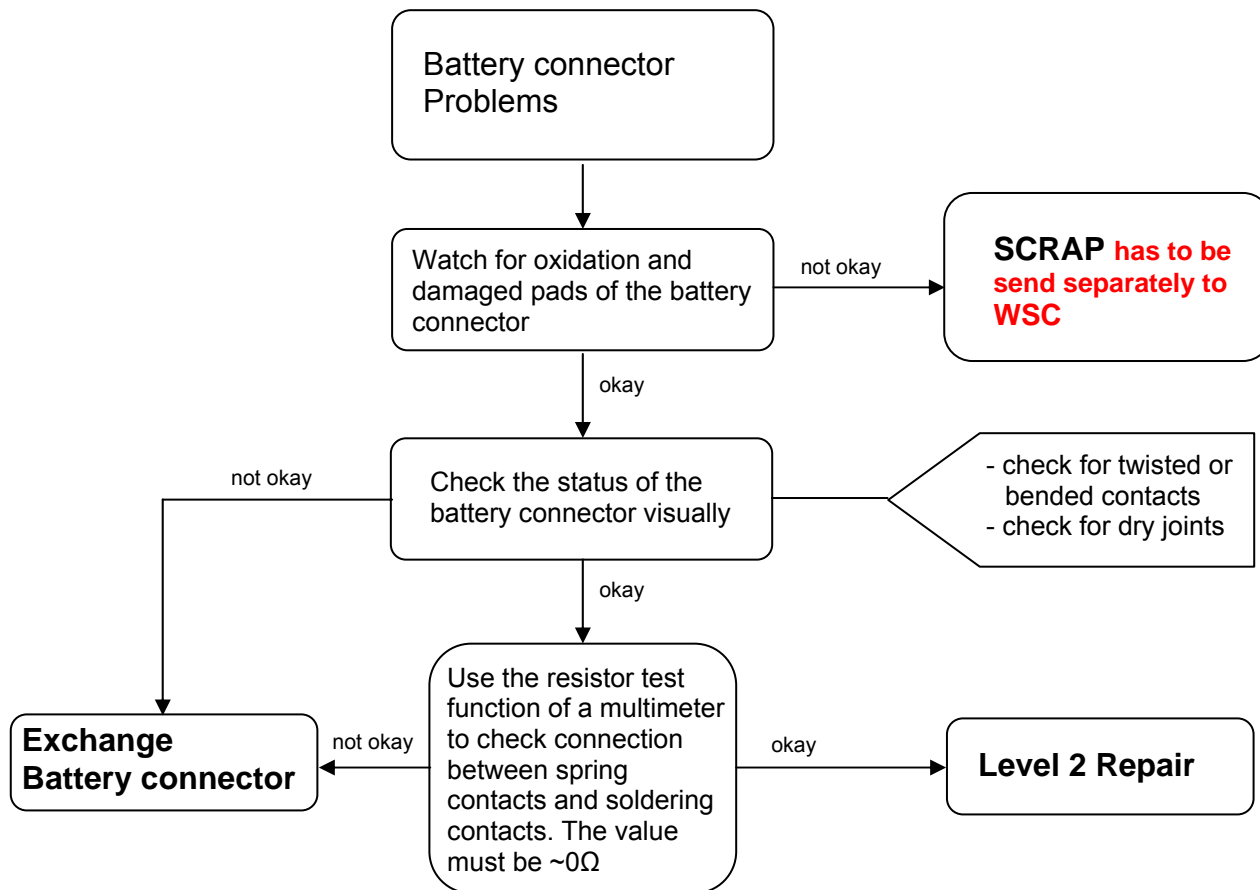 Battery connector
Problems
Watch for oxidation and
damaged pads of the battery
connector
not okay
SCRAP has to be
send separately to
WSC
okay
not okay
Check the status of the
battery connector visually
- check for twisted or
bended contacts
- check for dry joints
okay
Exchange
Battery connector
not okay
Use the resistor test
function of a multimeter
to check connection
between spring
contacts and soldering
contacts. The value
must be ~0Ω
okay
Level 2 Repair